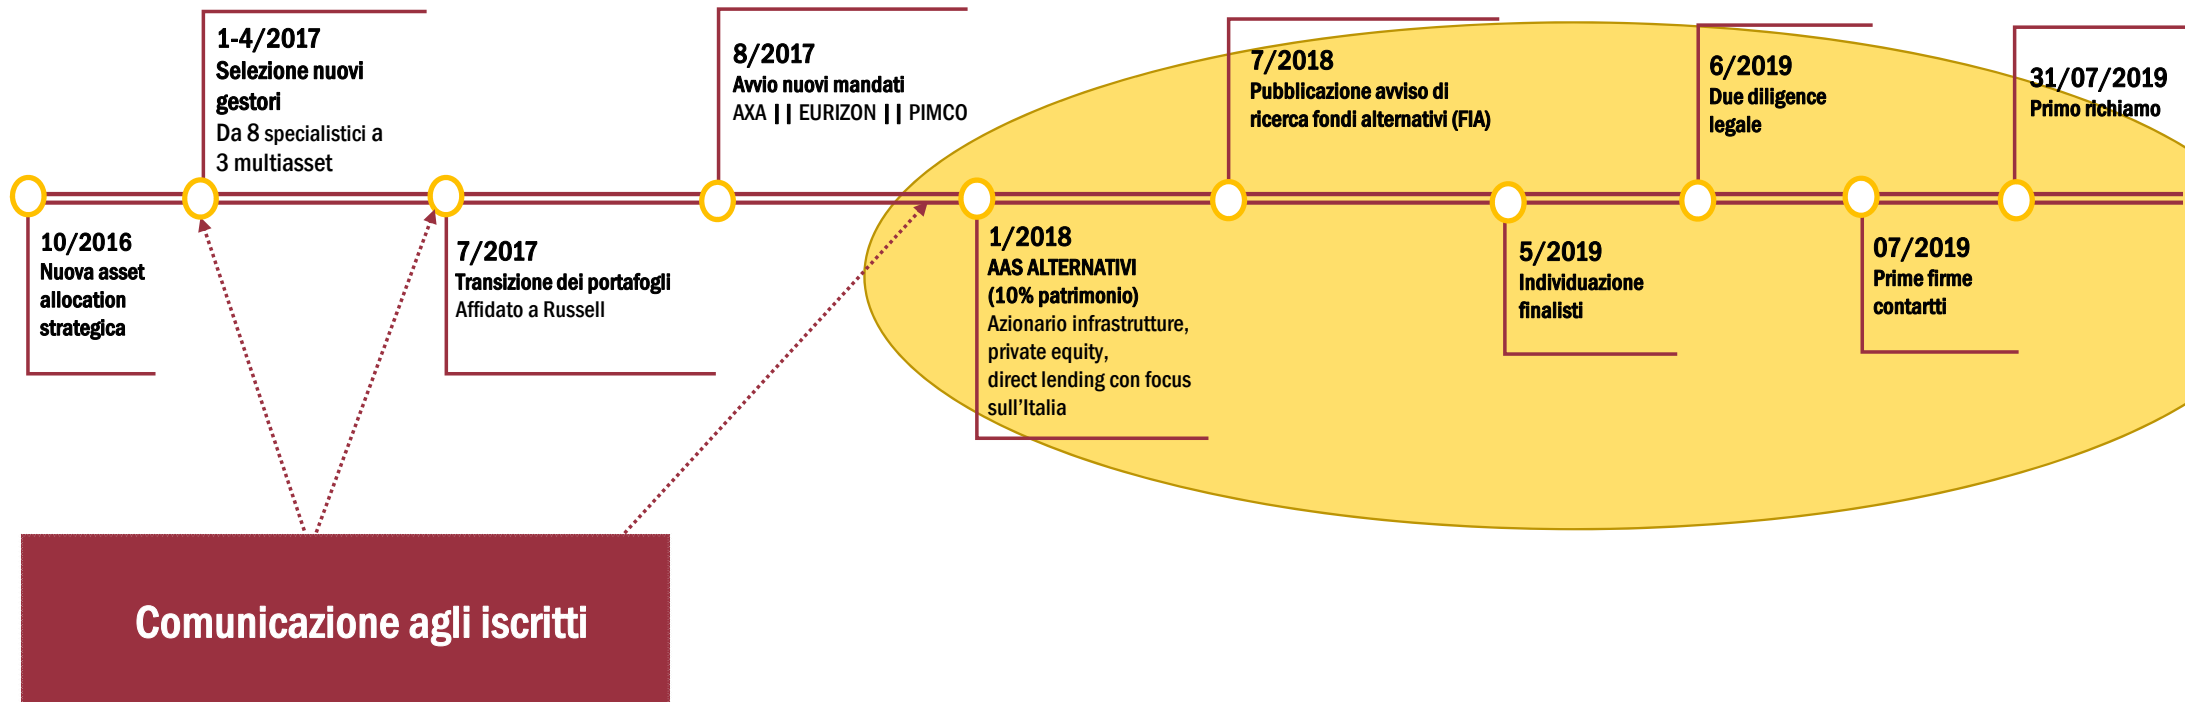 1-4/2017
Selezione nuovi
gestori
Da 8 specialistici a
3 multiasset
8/2017
Avvio nuovi mandati
AXA || EURIZON || PIMCO
7/2018
Pubblicazione avviso di
ricerca fondi alternativi (FIA)
6/2019
Due diligence
legale
31/07/2019
Primo richiamo
10/2016
Nuova asset
allocation
strategica
7/2017
Transizione dei portafogli
Affidato a Russell
1/2018
AAS ALTERNATIVI
(10% patrimonio)
Azionario infrastrutture,
private equity,
direct lending con focus
sull'Italia
5/2019
Individuazione
finalisti
07/2019
Prime firme
contartti
Comunicazione agli iscritti